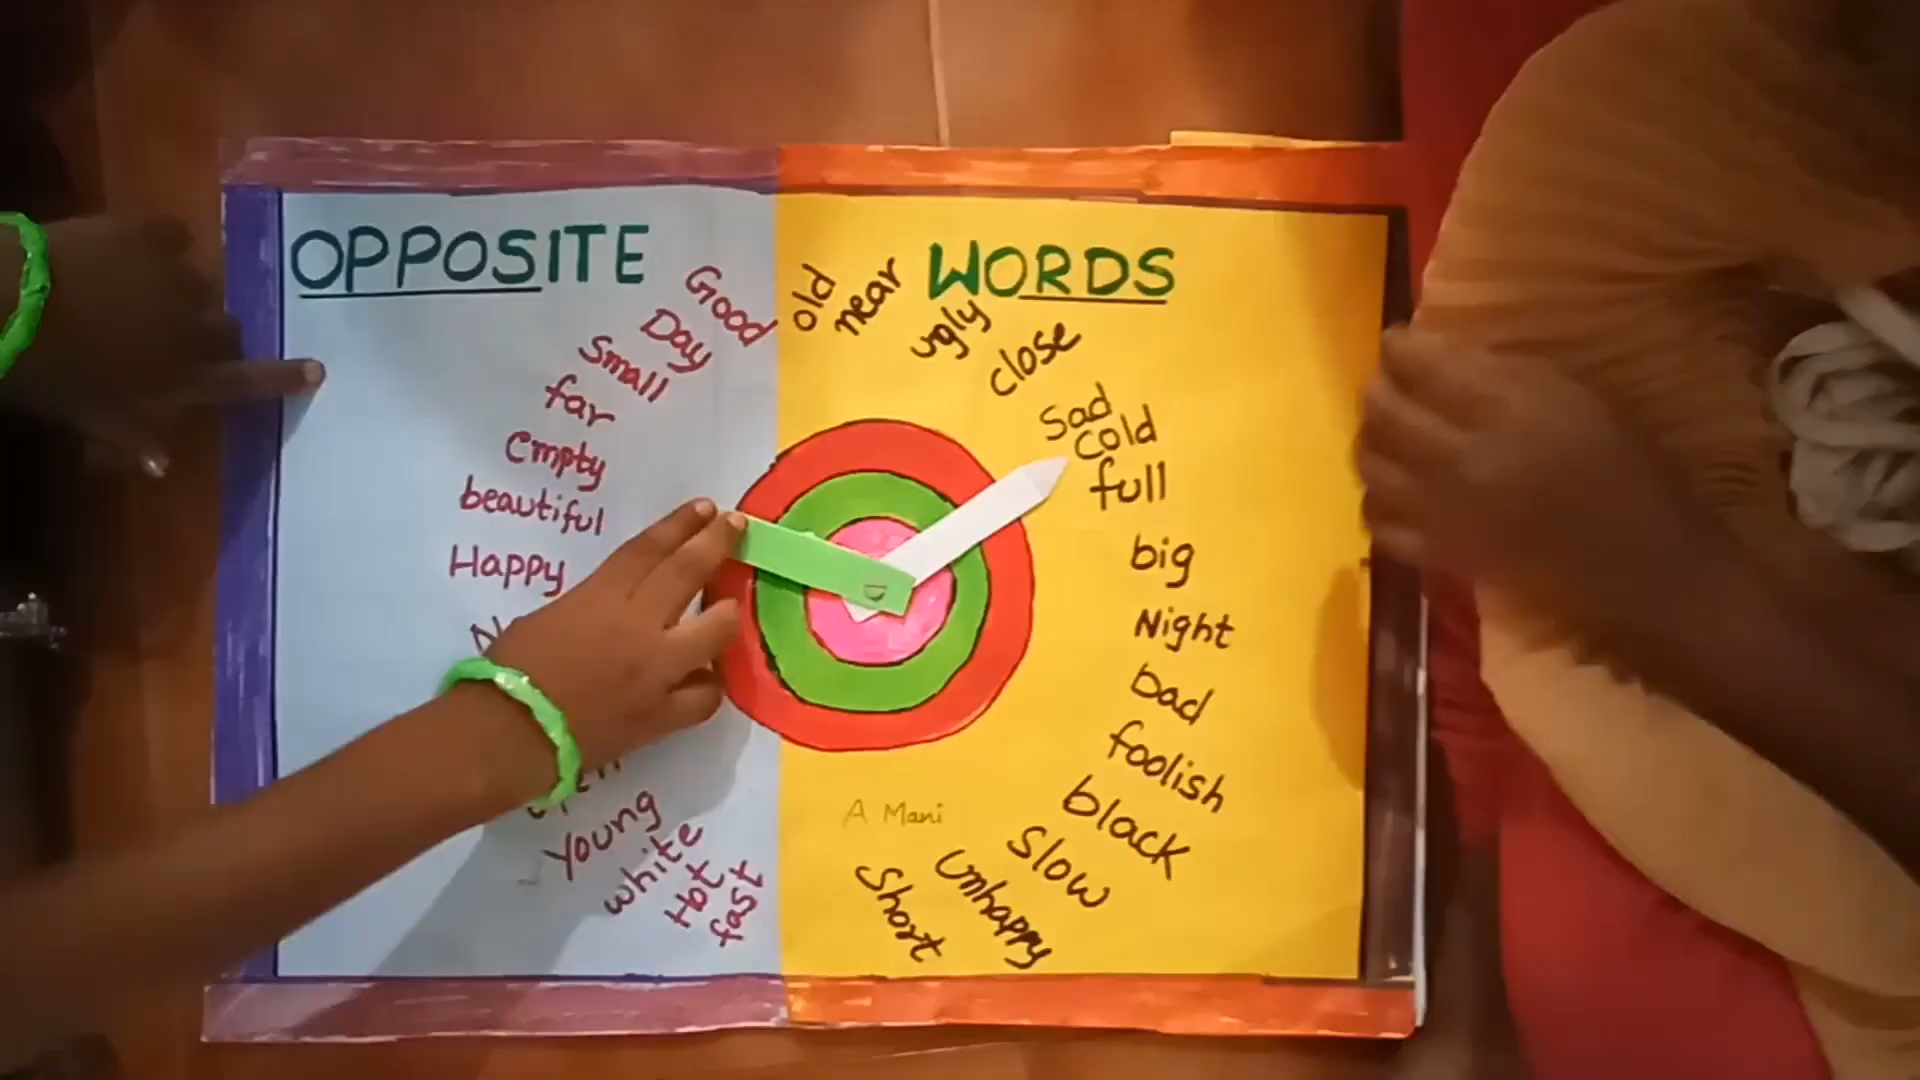 OPPOSITE WORDS
Good
Day
Small
far
Empty
beautiful
Happy
Young
white
Hot
fast
old
near
ugly
close
Sad
Cold
full
big
Night
bad
foolish
black
Slow
Unhappy
Short
A Mani